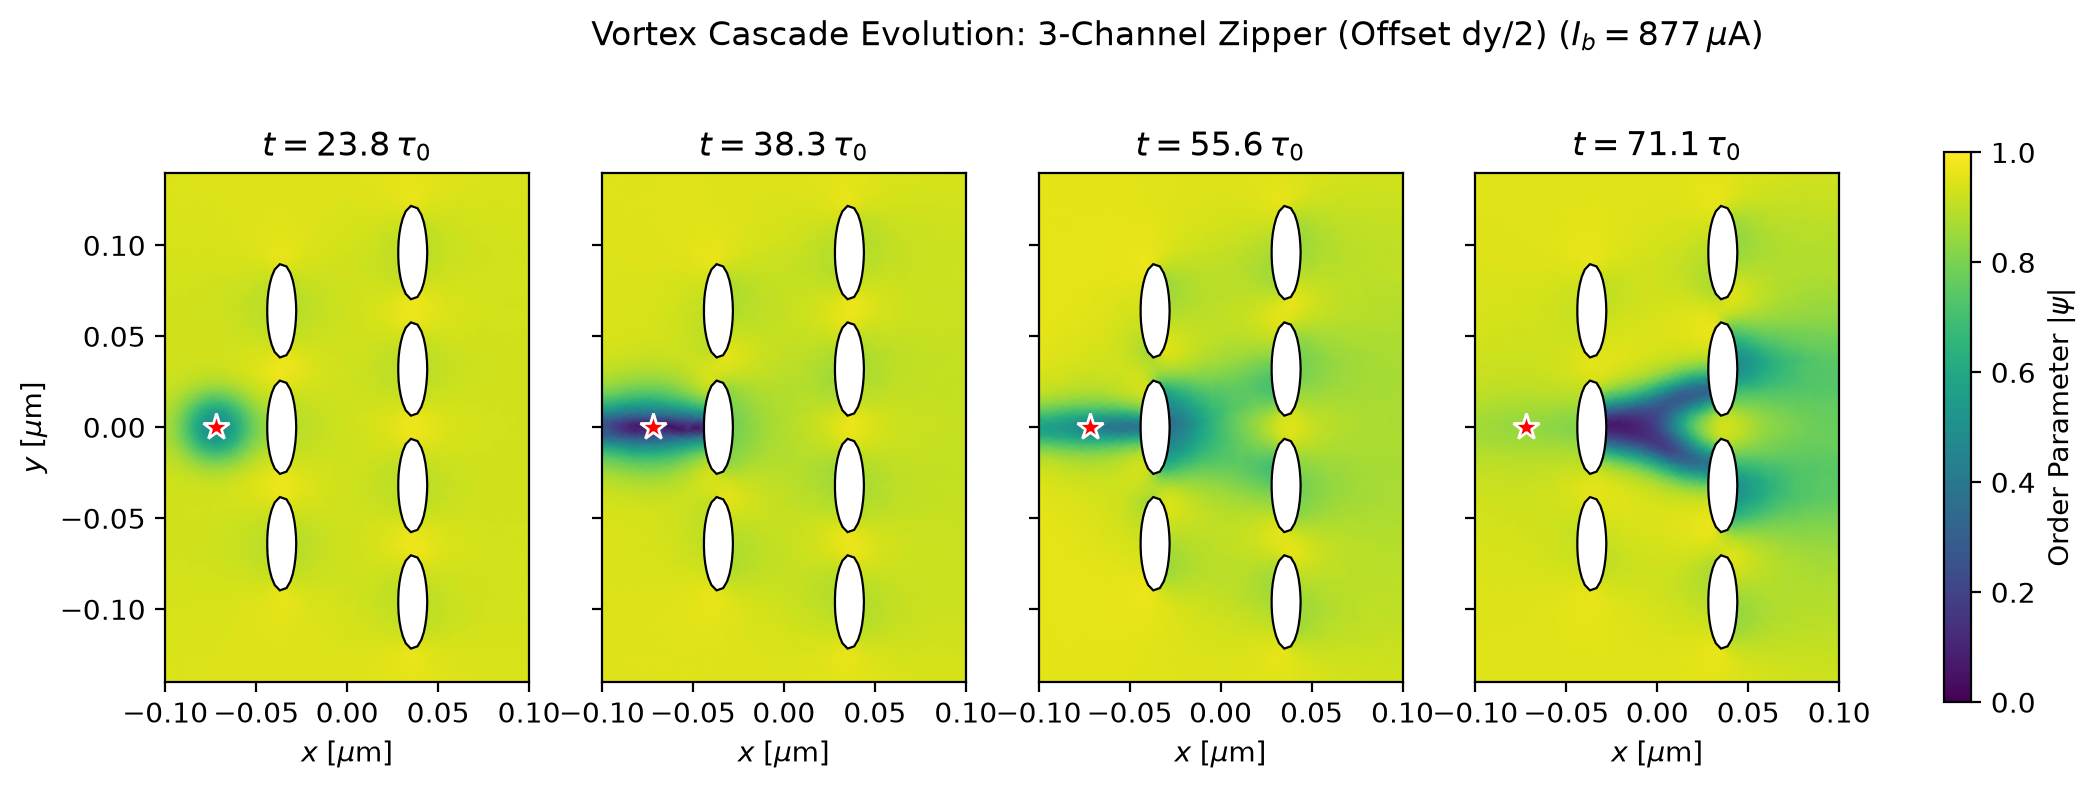 Vortex Cascade Evolution: 3-Channel Zipper (Offset dy/2) (I_b = 877 μA)
t = 23.8 τ₀
t = 38.3 τ₀
t = 55.6 τ₀
t = 71.1 τ₀
y [μm]
0.10
0.05
0.00
−0.05
−0.10
−0.10 −0.05 0.00 0.05 0.10
−0.10 −0.05 0.00 0.05 0.10
−0.10 −0.05 0.00 0.05 0.10
−0.10 −0.05 0.00 0.05 0.10
x [μm]
x [μm]
x [μm]
x [μm]
1.0
0.8
0.6
0.4
0.2
0.0
Order Parameter |ψ|